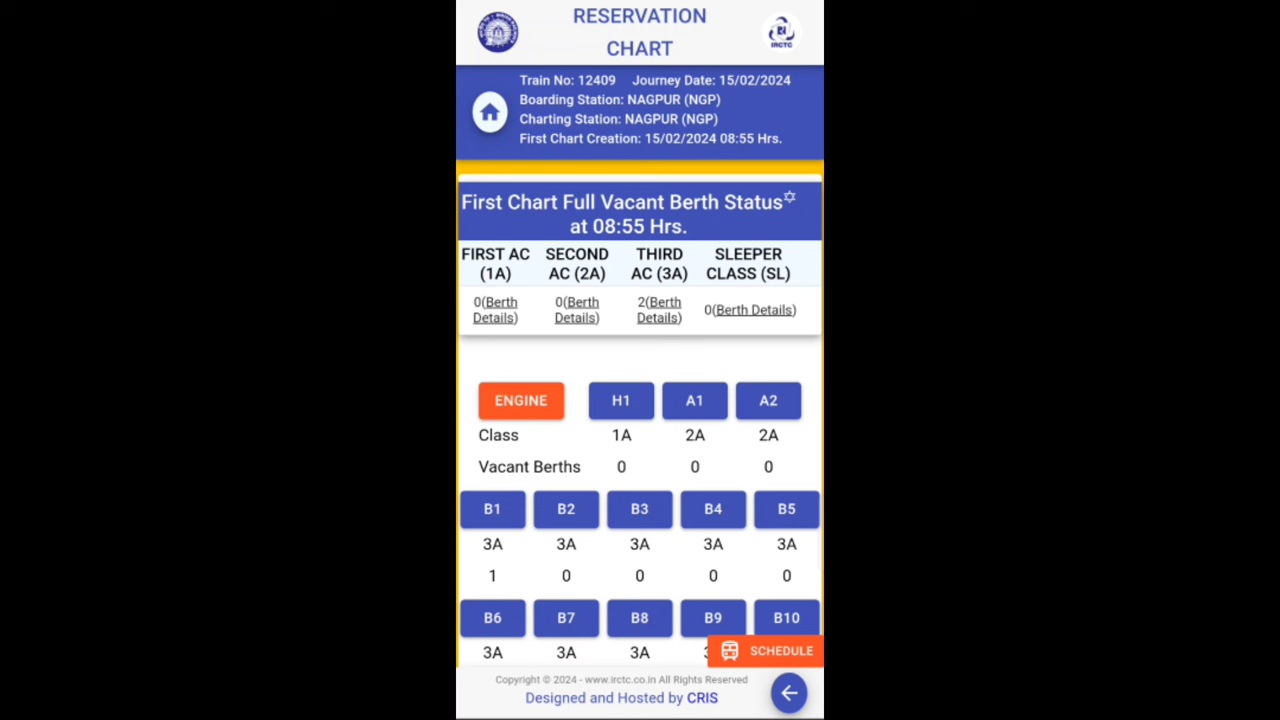 RESERVATION
CHART
IRCTC
Train No: 12409 Journey Date: 15/02/2024
Boarding Station: NAGPUR (NGP)
Charting Station: NAGPUR (NGP)
First Chart Creation: 15/02/2024 08:55 Hrs.
First Chart Full Vacant Berth Status✡
at 08:55 Hrs.
FIRST AC SECOND THIRD SLEEPER
(1A) AC (2A) AC (3A) CLASS (SL)
0(Berth 0(Berth 2(Berth 0(Berth Details)
Details) Details) Details)
ENGINE H1 A1 A2
Class 1A 2A 2A
Vacant Berths 0 0 0
B1 B2 B3 B4 B5
3A 3A 3A 3A 3A
1 0 0 0 0
B6 B7 B8 B9 B10
3A 3A 3A
SCHEDULE
Copyright © 2024 - www.irctc.co.in All Rights Reserved
Designed and Hosted by CRIS